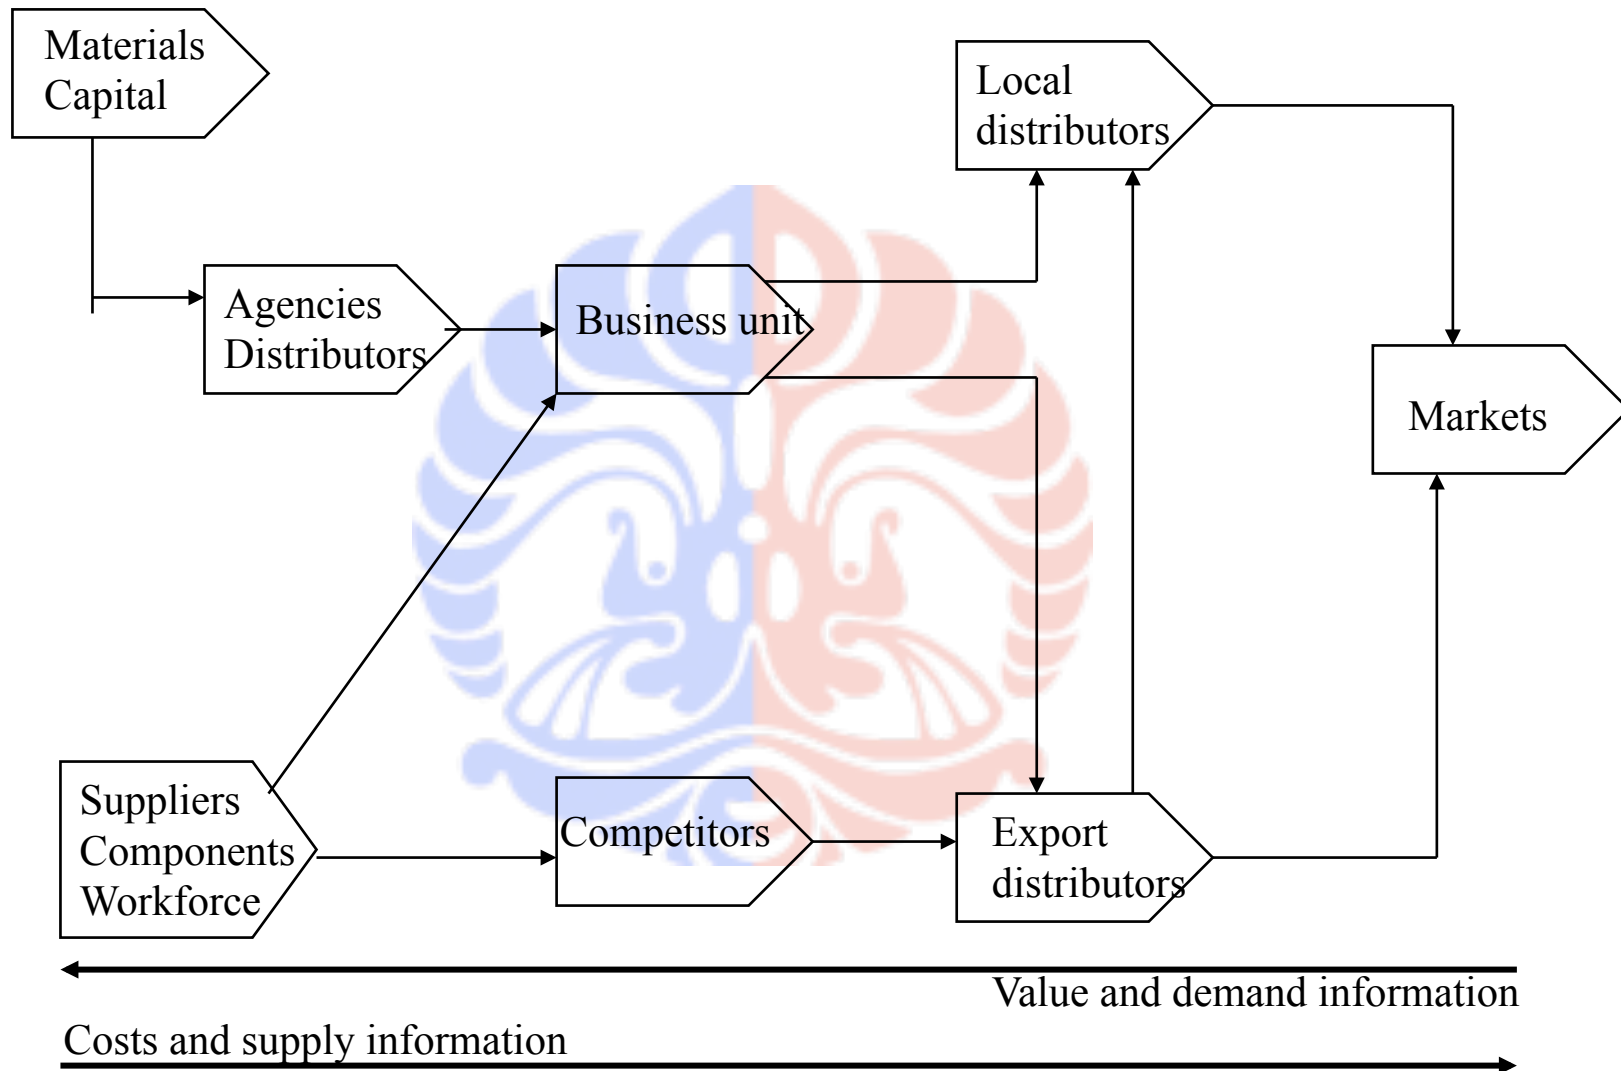 Materials
Capital
Local
distributors
Agencies
Distributors
Business unit
Markets
Suppliers
Components
Workforce
Competitors
Export
distributors
Value and demand information
Costs and supply information